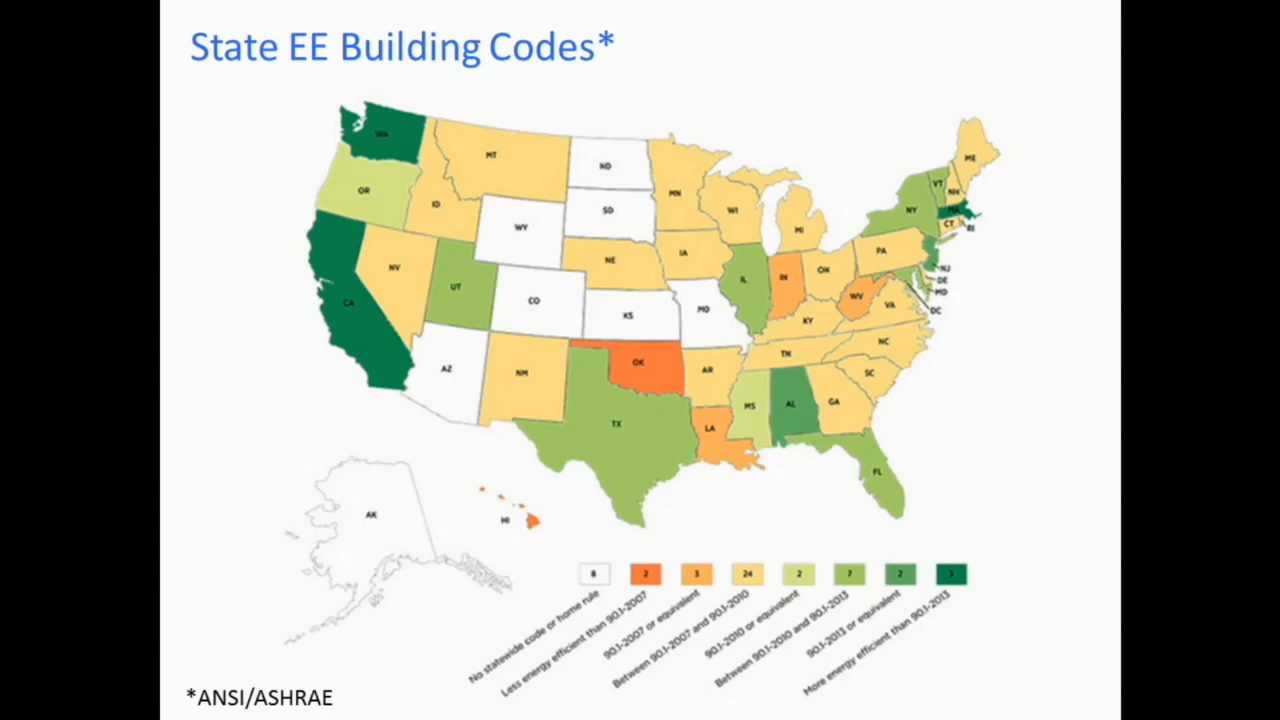 State EE Building Codes*
WA
MT
ND
ME
MN
VT
NH
OR
ID
SD
WI
NY
MA
WY
MI
CT
RI
NV
NE
IA
PA
UT
IL
IN
OH
NJ
DE
MD
CO
KS
MO
WV
VA
DC
CA
KY
AZ
NM
OK
AR
TN
NC
SC
TX
LA
MS
AL
GA
FL
AK
HI
8
2
3
24
2
7
2
3
No statewide code or home rule
Less energy efficient than 90.1-2007
90.1-2007 or equivalent
Between 90.1-2007 and 90.1-2010
90.1-2010 or equivalent
Between 90.1-2010 and 90.1-2013
90.1-2013 or equivalent
More energy efficient than 90.1-2013
*ANSI/ASHRAE